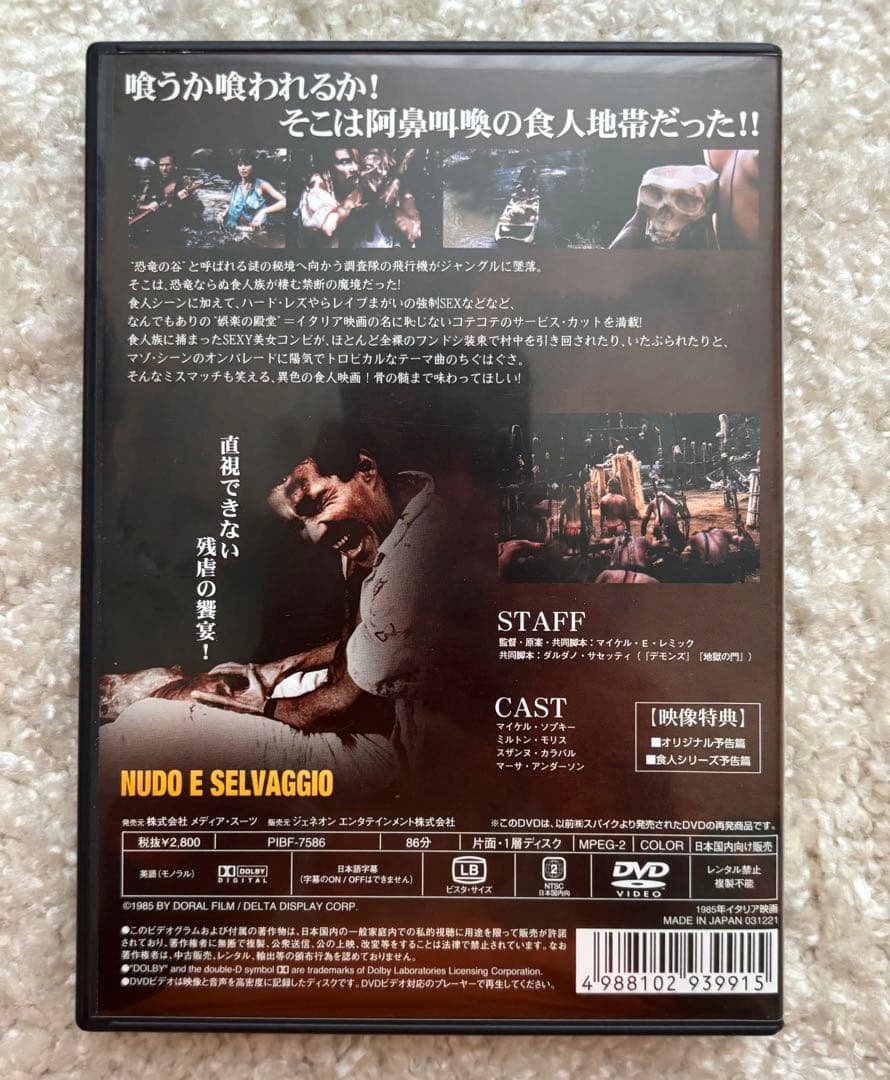 喰うか喰われるか!
そこは阿鼻叫喚の食人地帯だった!!
"恐竜の谷"と呼ばれる謎の秘境へ向かう調査隊の飛行機がジャングルに墜落。
そこは、恐竜ならぬ食人族が棲む禁断の魔境だった!
食人シーンに加えて、ハード・レズやらレイプまがいの強制SEXなどなど、
なんでもありの"娯楽の殿堂"=イタリア映画の名に恥じないコテコテのサービス・カットを満載!
食人族に捕まったSEXY美女コンビが、ほとんど全裸のフンドシ装束で村中を引き回されたり、いたぶられたりと、
マゾ・シーンのオンパレードに陽気でトロピカルなテーマ曲のちぐはぐさ。
そんなミスマッチも笑える、異色の食人映画!骨の髄まで味わってほしい!
直視できない
残虐の饗宴!
STAFF
監督・原案・共同脚本:マイケル・E・レミック
共同脚本:ダルダノ・サセッティ(『デモンズ』『地獄の門』)
CAST
マイケル・ソプキー
ミルトン・モリス
スザンヌ・カラバル
マーサ・アンダーソン
【映像特典】
■オリジナル予告篇
■食人シリーズ予告篇
NUDO E SELVAGGIO
発売元 株式会社 メディア・スーツ 販売元 ジェネオン エンタテインメント株式会社 ※このDVDは、以前㈱スパイクより発売されたDVDの再発商品です。
税抜¥2,800 PIBF-7586 86分 片面・1層ディスク MPEG-2 COLOR 日本国内向け販売
英語(モノラル) DOLBY DIGITAL 日本語字幕 (字幕のON/OFFはできません) LB ビスタ・サイズ 2 NTSC 日本国内向 DVD VIDEO レンタル禁止 複製不能
©1985 BY DORAL FILM / DELTA DISPLAY CORP.
1985年イタリア映画
MADE IN JAPAN 031221
●このビデオグラムおよび付属の著作物は、日本国内の一般家庭内での私的視聴に用途を限って販売が許諾
されており、著作権者に無断で複製、公衆送信、公の上映、改変等をすることは法律で禁止されています。なお
著作権者は、中古販売、レンタル、輸出等の頒布行為を認めておりません。
●"DOLBY" and the double-D symbol are trademarks of Dolby Laboratories Licensing Corporation.
●DVDビデオは映像と音声を高密度に記録したディスクです。DVDビデオ対応のプレーヤーで再生してください。
4 988102 939915